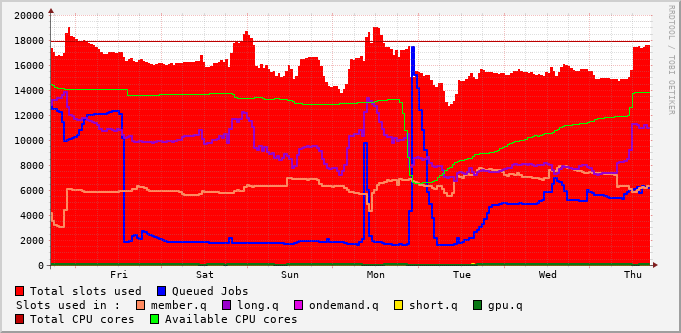 RRDTOOL / TOBI OETIKER
20000
18000
16000
14000
12000
10000
8000
6000
4000
2000
0
Fri Sat Sun Mon Tue Wed Thu
Total slots used Queued Jobs
Slots used in : member.q long.q ondemand.q short.q gpu.q
Total CPU cores Available CPU cores